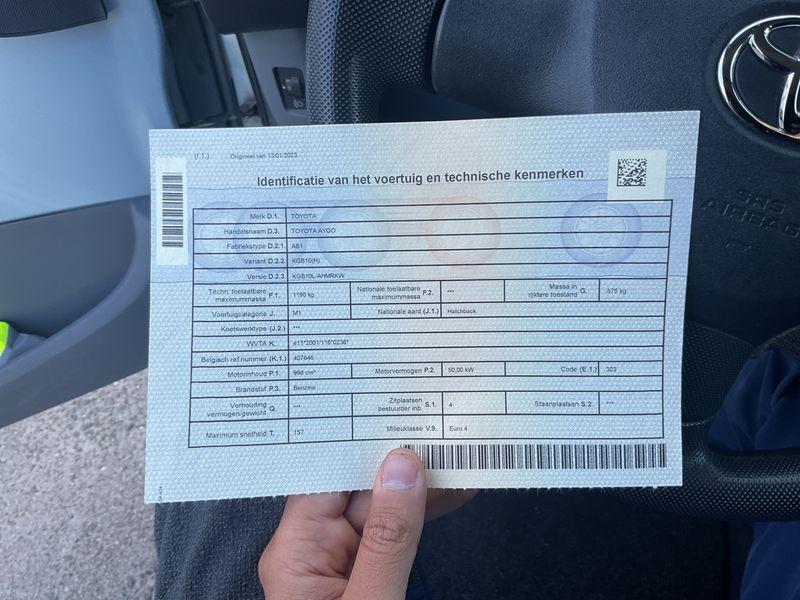 (I.T.) Origineel van 13/01/2023
Identificatie van het voertuig en technische kenmerken
Merk D.1. TOYOTA
Handelsnaam D.3. TOYOTA AYGO
Fabriekstype D.2.1. AB1
Variant D.2.2. KGB10(H)
Versie D.2.3. KGB10L-AHMRKW
Techn. toelaatbare maximummassa F.1. 1190 kg Nationale toelaatbare maximummassa F.2. *** Massa in rijklare toestand G. 875 kg
Voertuigcategorie J. M1 Nationale aard (J.1.) Hatchback
Koetswerktype (J.2.) ***
WVTA K. e11*2001/116*0236*
Belgisch ref nummer (K.1.) 407646
Motorinhoud P.1. 998 cm³ Motorvermogen P.2. 50,00 kW Code (E.1.) 303
Brandstof P.3. Benzine
Verhouding vermogen/gewicht Q. *** Zitplaatsen bestuurder inb. S.1. 4 Staanplaatsen S.2. ***
Maximum snelheid T. 157 Milieuklasse V.9. Euro 4
SRS
AIRBAG